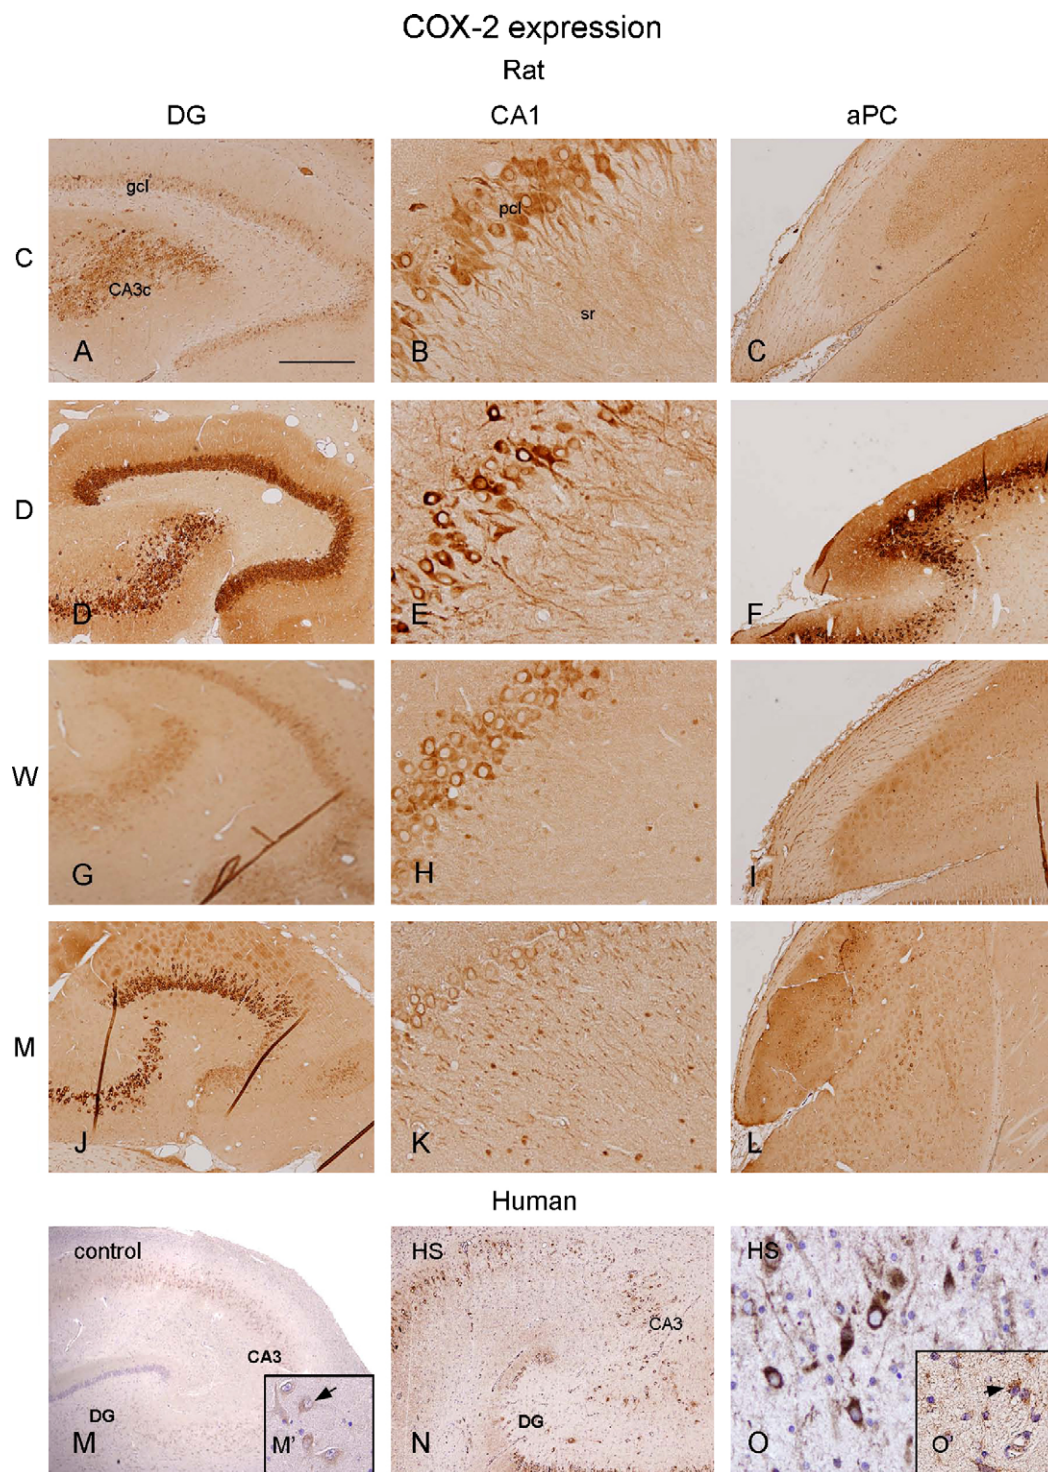 COX-2 expression
Rat
DG CA1 aPC
C
gcl
CA3c
A
pcl
sr
B
C
D
D
E
F
W
G
H
I
M
J
K
L
Human
control
CA3
DG
M
M'
HS
CA3
DG
N
HS
O
O'